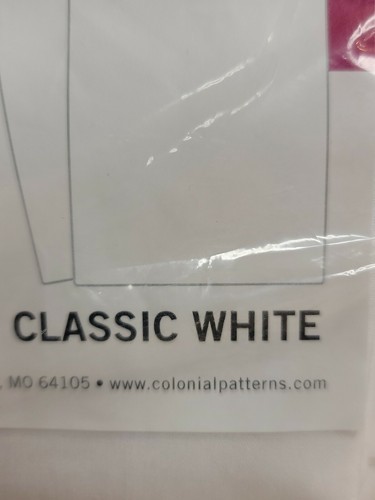 CLASSIC WHITE
, MO 64105 • www.colonialpatterns.com